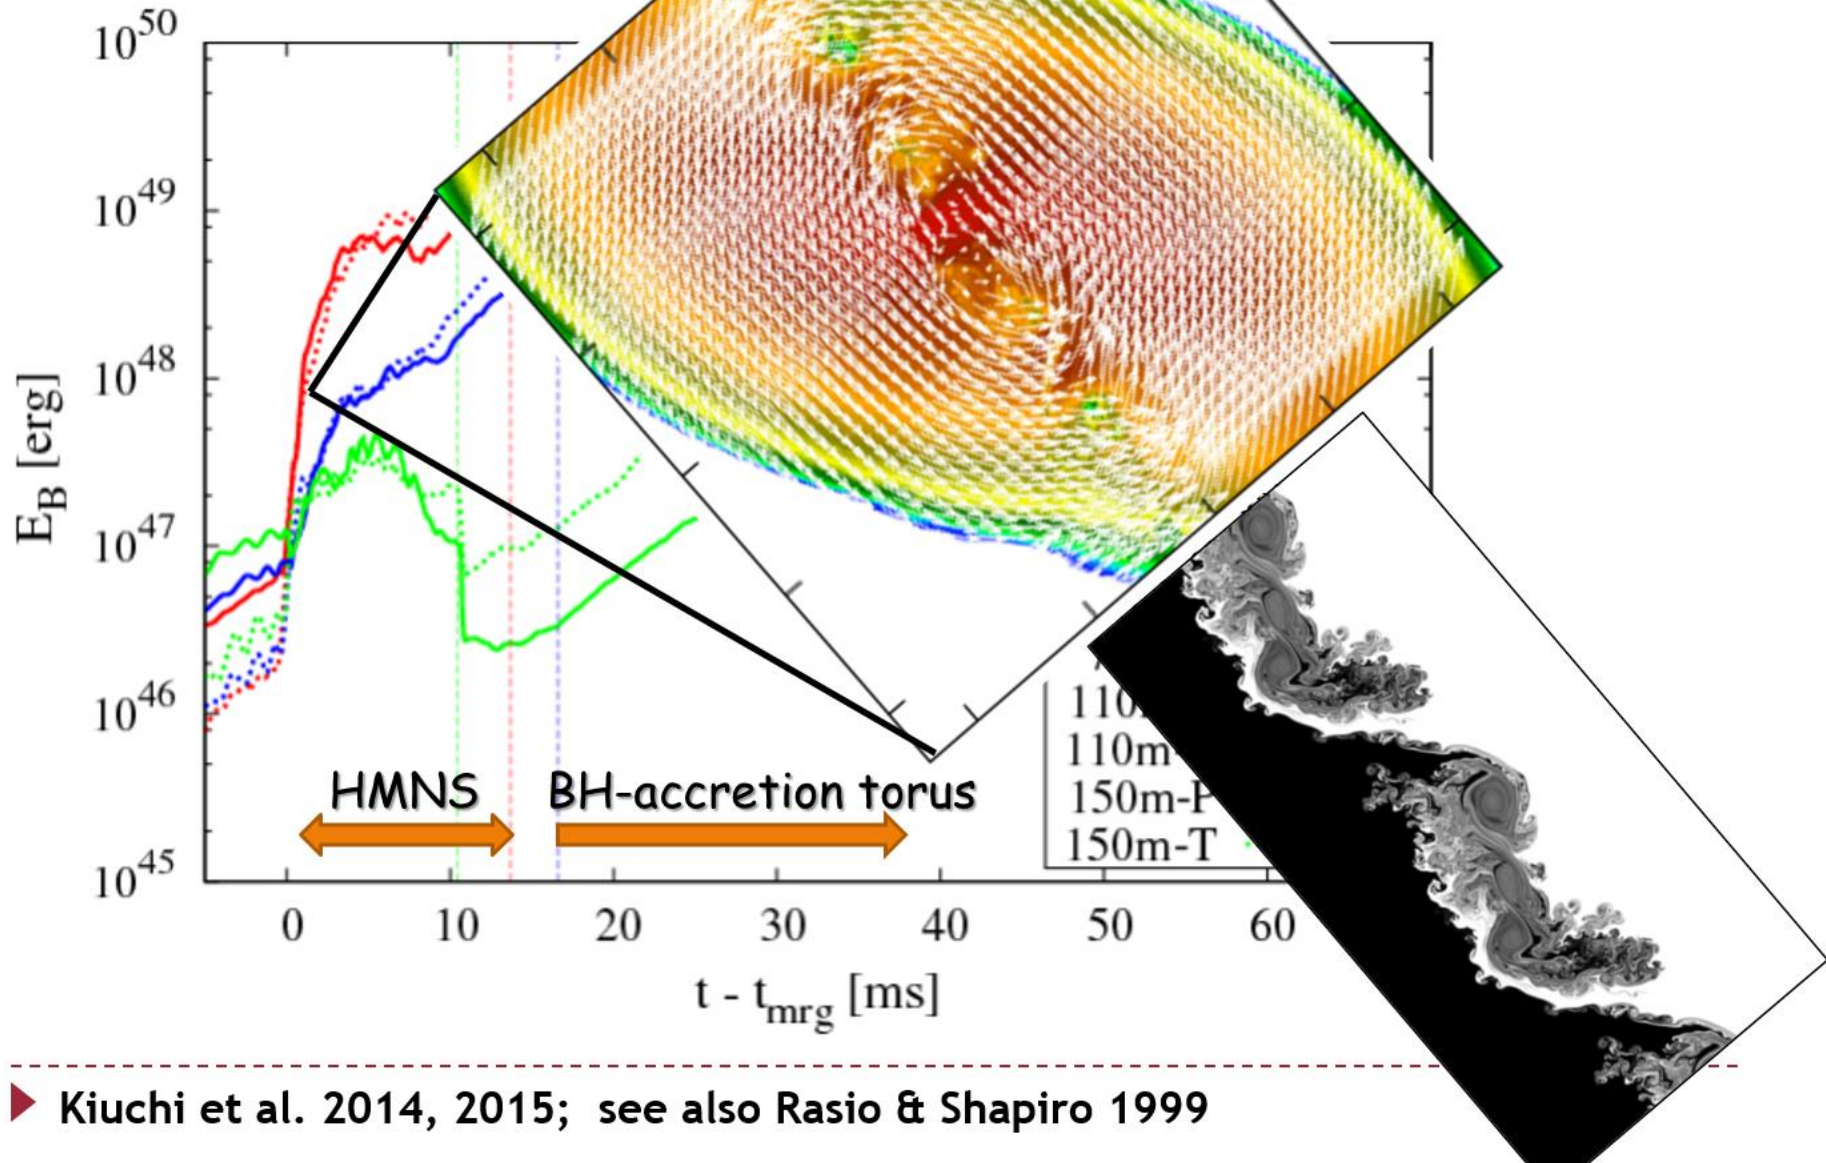 10^50
10^49
10^48
10^47
10^46
10^45
E_B [erg]
HMNS
BH-accretion torus
110m-
150m-P
150m-T
0 10 20 30 40 50 60
t - t_mrg [ms]
Kiuchi et al. 2014, 2015; see also Rasio & Shapiro 1999